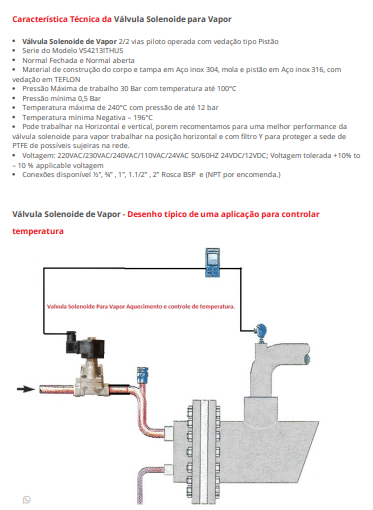 Característica Técnica da Válvula Solenoide para Vapor
▪ Válvula Solenoide de Vapor 2/2 vias piloto operada com vedação tipo Pistão
▪ Serie do Modelo VS4213ITHUS
▪ Normal Fechada e Normal aberta
▪ Material de construção do corpo e tampa em Aço inox 304, mola e pistão em Aço inox 316, com
vedação em TEFLON
▪ Pressão Máxima de trabalho 30 Bar com temperatura até 100°C
▪ Pressão mínima 0,5 Bar
▪ Temperatura máxima de 240°C com pressão de até 12 bar
▪ Temperatura mínima Negativa – 196°C
▪ Pode trabalhar na Horizontal e vertical, porem recomentamos para uma melhor performance da
válvula solenoide para vapor trabalhar na posição horizontal e com filtro Y para proteger a sede de
PTFE de possíveis sujeiras na rede.
▪ Voltagem: 220VAC/230VAC/240VAC/110VAC/24VAC 50/60HZ 24VDC/12VDC; Voltagem tolerada +10% to
– 10 % applicable voltagem
▪ Conexões disponível ½", ¾" , 1", 1.1/2" , 2" Rosca BSP e (NPT por encomenda.)
Válvula Solenoide de Vapor - Desenho típico de uma aplicação para controlar
temperatura
Valvula Solenoide Para Vapor Aquecimento e controle de temperatura.